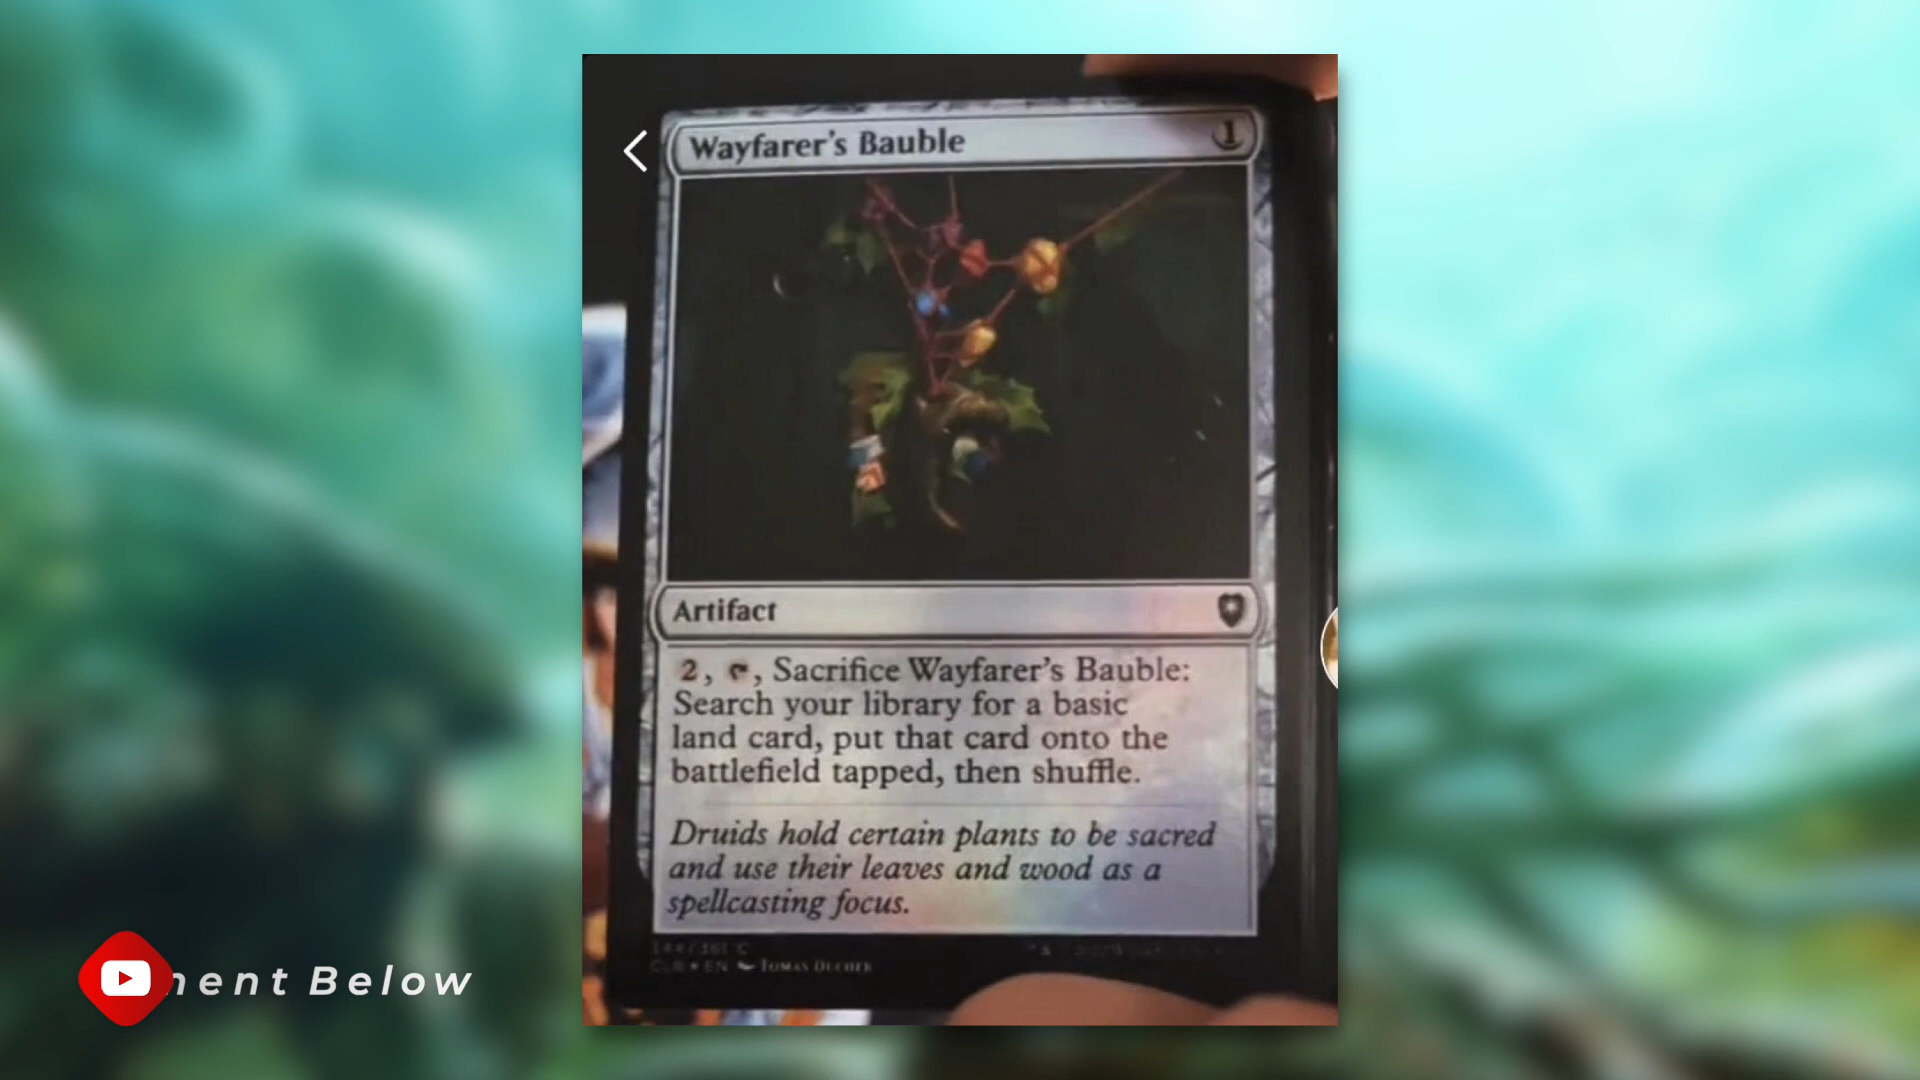 Wayfarer's Bauble
1
Artifact
2, , Sacrifice Wayfarer's Bauble:
Search your library for a basic
land card, put that card onto the
battlefield tapped, then shuffle.
Druids hold certain plants to be sacred
and use their leaves and wood as a
spellcasting focus.
EN
nent Below